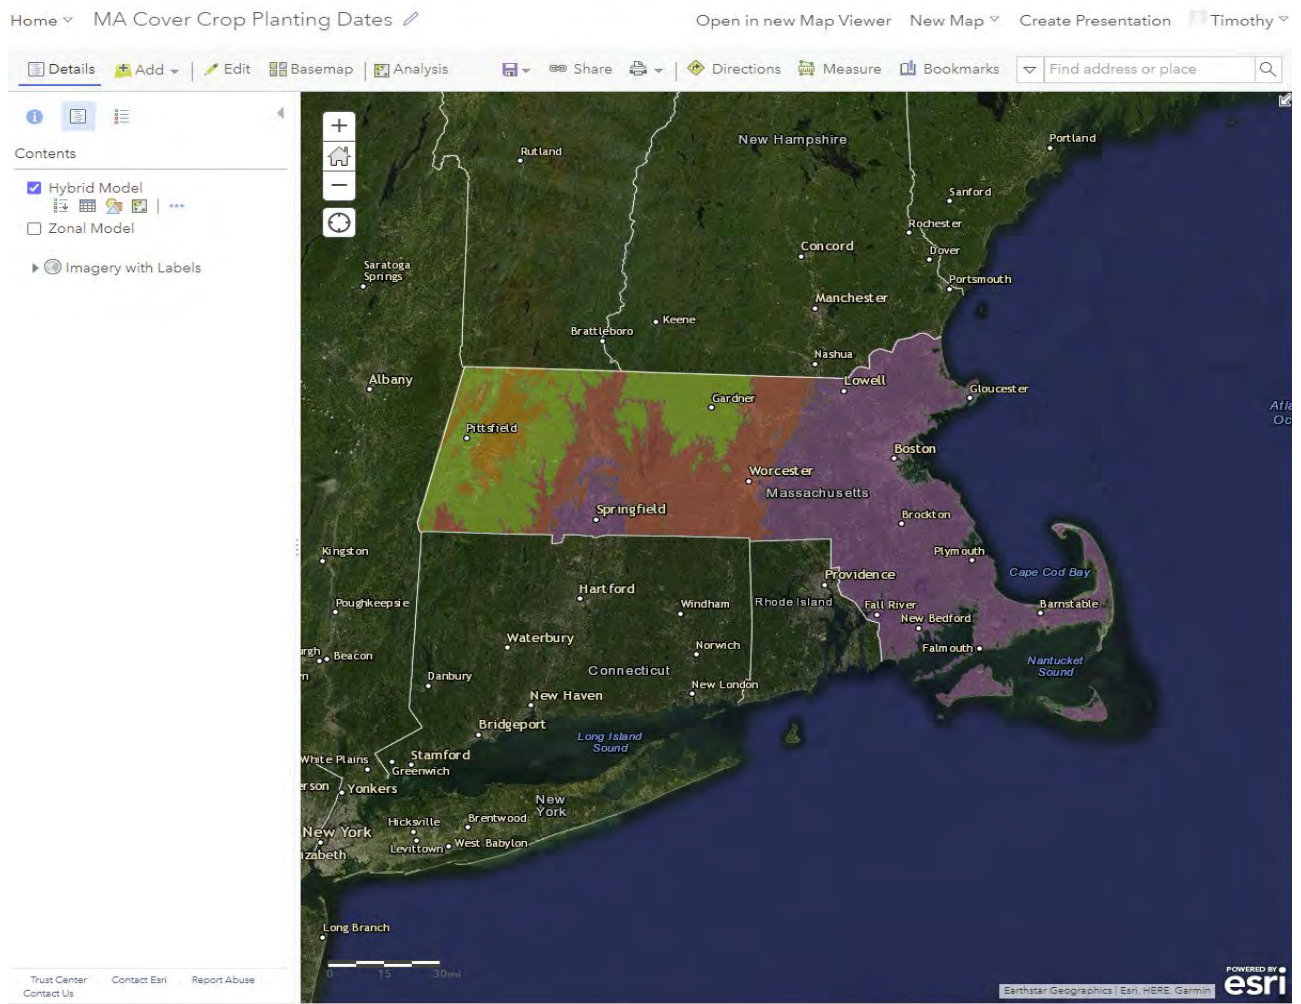 Home
MA Cover Crop Planting Dates
Open in new Map Viewer
New Map
Create Presentation
Timothy
Details
Add
Edit
Basemap
Analysis
Share
Directions
Measure
Bookmarks
Find address or place
Contents
Hybrid Model
Zonal Model
Imagery with Labels
Trust Center
Contact Esri
Report Abuse
Contact Us
New Hampshire
Portland
Rutland
Sanford
Rochester
Concord
Dover
Saratoga
Springs
Portsmouth
Manchester
Keene
Brattleboro
Nashua
Albany
Lowell
Gloucester
Gardner
Atla
Oc
Pittsfield
Boston
Worcester
Massachusetts
Springfield
Brockton
Plymouth
Kingston
Cape Cod Bay
Providence
Hartford
Rhode Island
Poughkeepsie
Windham
Fall River
Barnstable
New Bedford
Waterbury
Norwich
Falmouth
urgh
Beacon
Nantucket
Sound
n
Connecticut
Danbury
New London
New Haven
Bridgeport
Long Island
Sound
Stamford
White Plains
Greenwich
erson
Yonkers
New
York
Hicksville
Brentwood
New York
Levittown
West Babylon
izabeth
Long Branch
0 15 30mi
Earthstar Geographics | Esri, HERE, Garmin
POWERED BY
esri